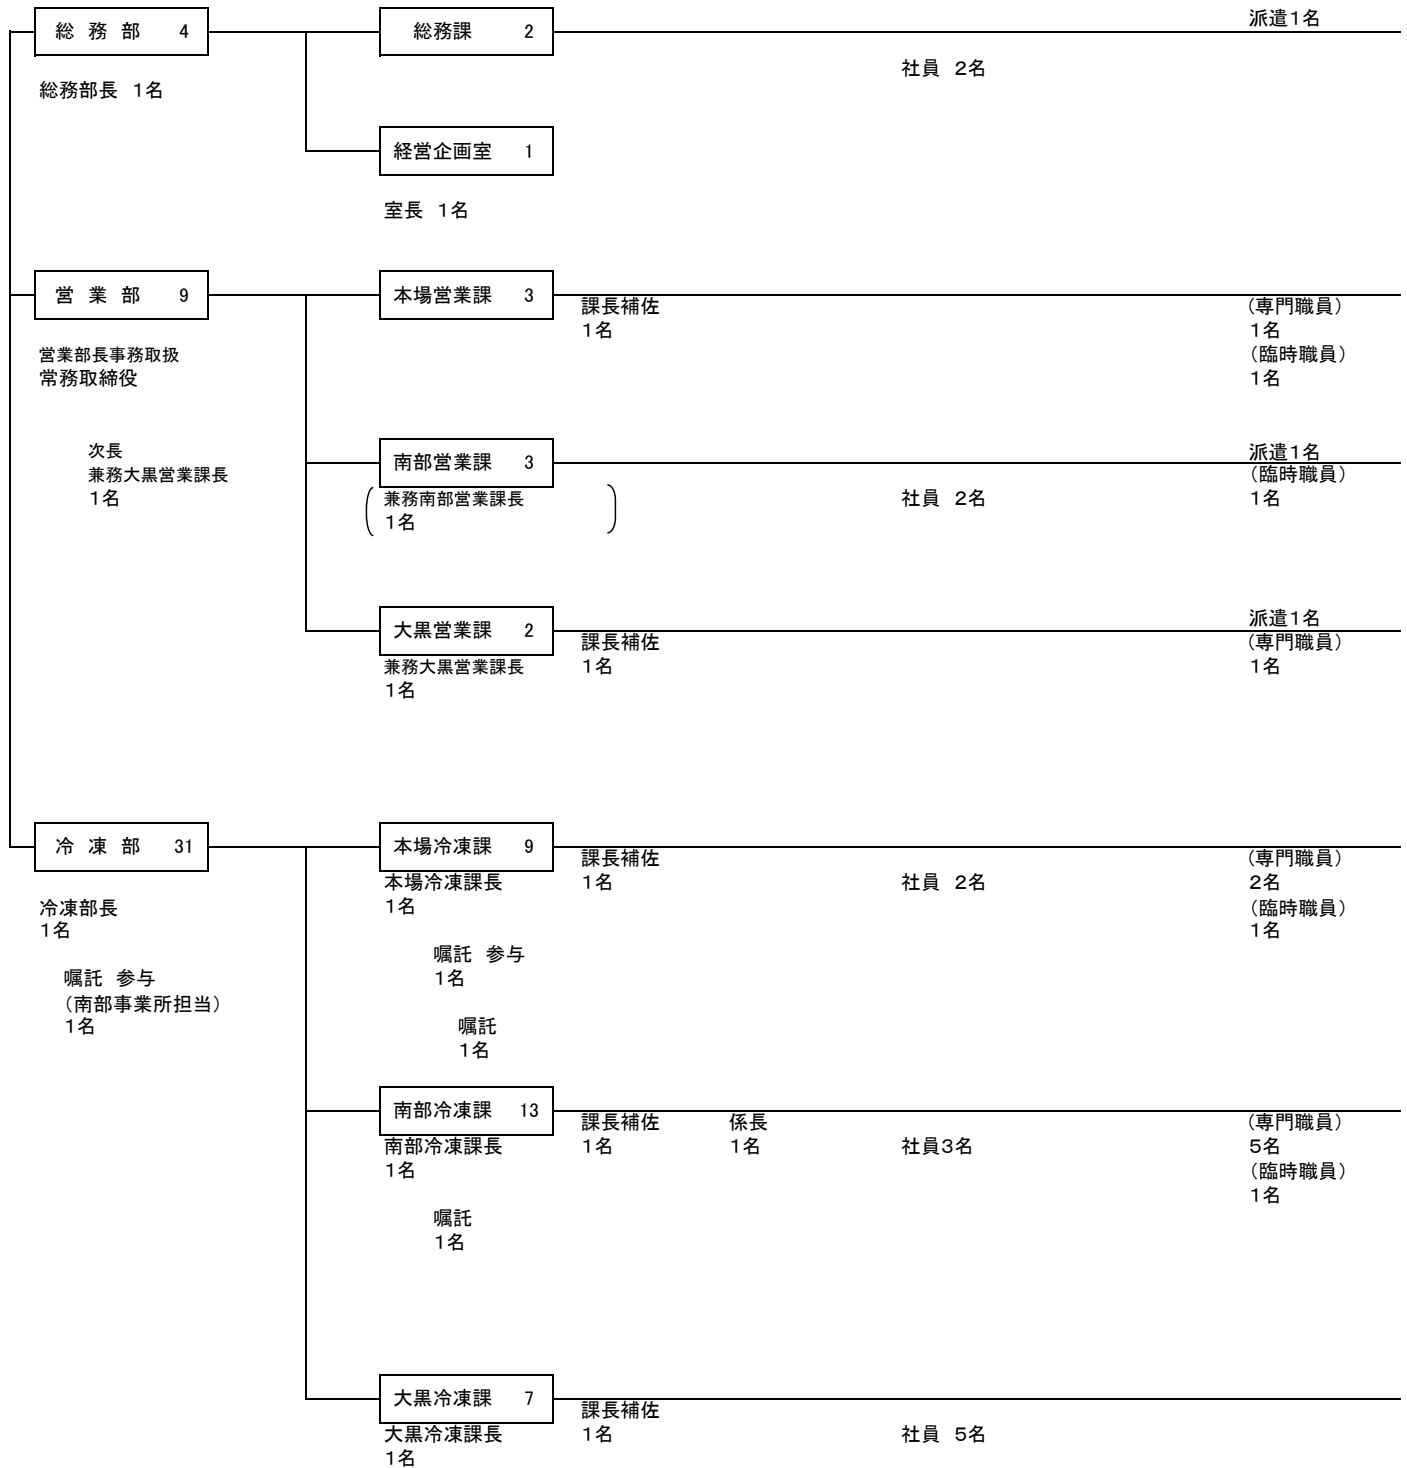 総 務 部 4
総務課 2
派遣1名
社員 2名
総務部長 1名
経営企画室 1
室長 1名
営 業 部 9
本場営業課 3
課長補佐
1名
(専門職員)
1名
(臨時職員)
1名
営業部長事務取扱
常務取締役
次長
兼務大黒営業課長
1名
南部営業課 3
兼務南部営業課長
1名
社員 2名
派遣1名
(臨時職員)
1名
大黒営業課 2
兼務大黒営業課長
1名
課長補佐
1名
派遣1名
(専門職員)
1名
冷 凍 部 31
冷凍部長
1名
嘱託 参与
(南部事業所担当)
1名
本場冷凍課 9
本場冷凍課長
1名
課長補佐
1名
社員 2名
(専門職員)
2名
(臨時職員)
1名
嘱託 参与
1名
嘱託
1名
南部冷凍課 13
南部冷凍課長
1名
課長補佐
1名
係長
1名
社員3名
(専門職員)
5名
(臨時職員)
1名
嘱託
1名
大黒冷凍課 7
大黒冷凍課長
1名
課長補佐
1名
社員 5名